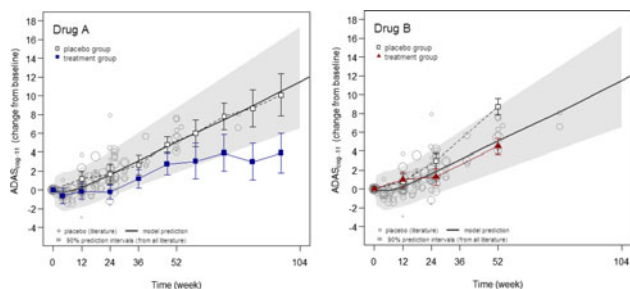 Drug A
placebo group
treatment group
ADAScog-11 (change from baseline)
18
16
14
12
10
8
6
4
2
0
-2
-4
placebo (literature) model prediction
90% prediction intervals (from all literature)
0 12 24 36 52 104
Time (week)
Drug B
placebo group
treatment group
ADAScog-11 (change from baseline)
18
16
14
12
10
8
6
4
2
0
-2
-4
placebo (literature) model prediction
90% prediction intervals (from all literature)
0 12 24 36 52 104
Time (week)